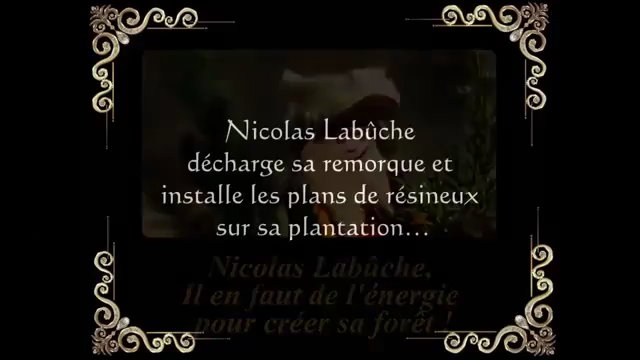 Nicolas Labûche
décharge sa remorque et
installe les plans de résineux
sur sa plantation...
Nicolas Labûche,
Il en faut de l'énergie
pour créer sa forêt !